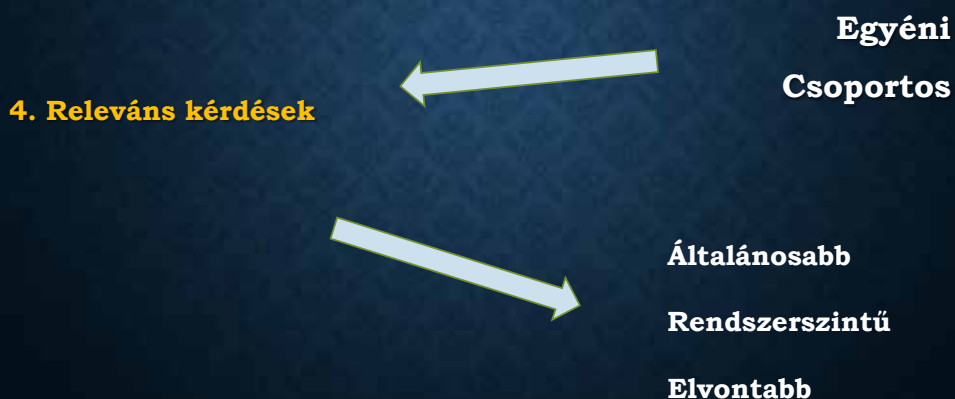 Egyéni
Csoportos
4. Releváns kérdések
Általánosabb
Rendszerszintű
Elvontabb